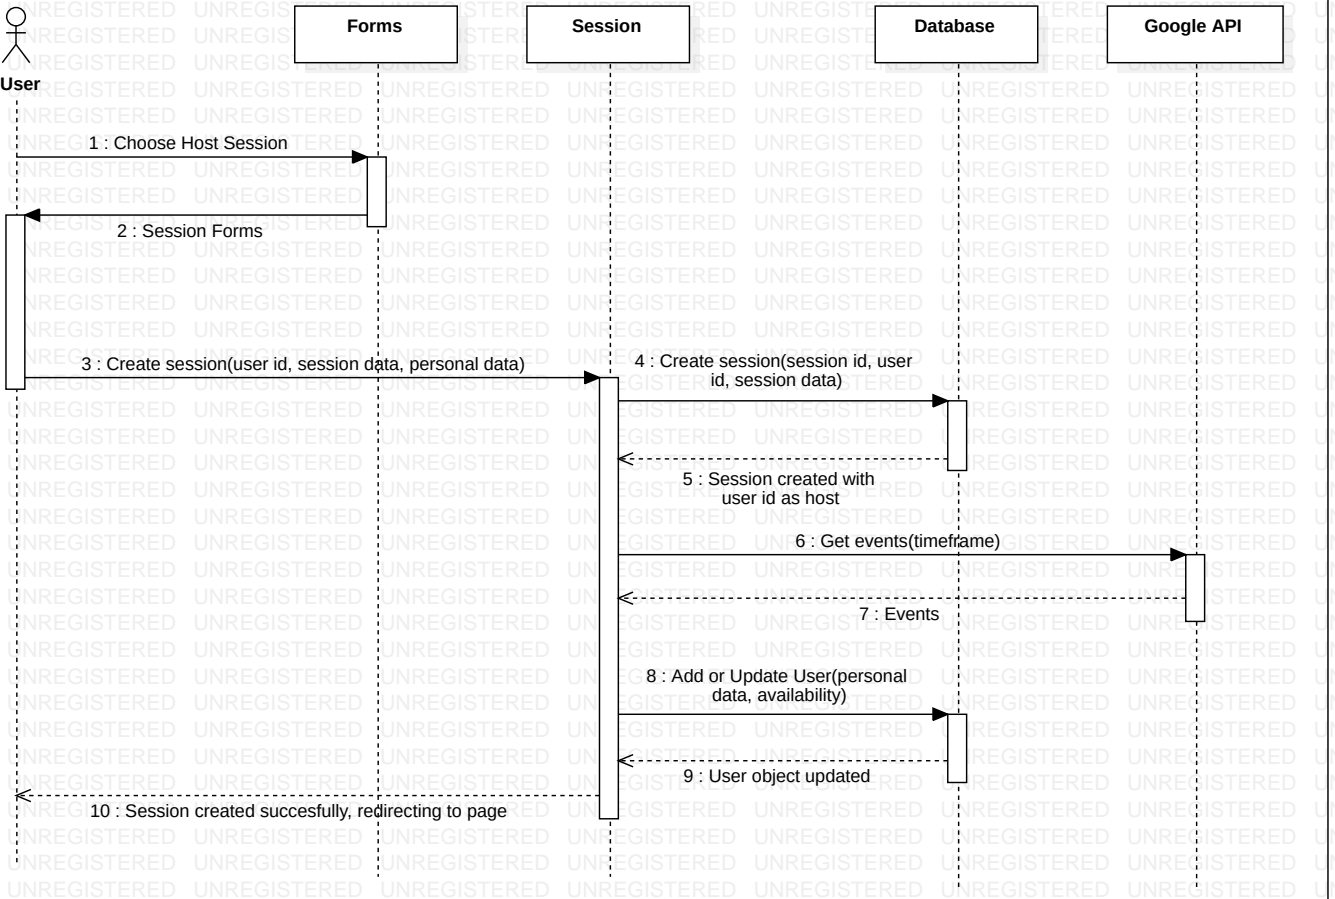 Forms
Session
Database
Google API
User
1 : Choose Host Session
2 : Session Forms
3 : Create session(user id, session data, personal data)
4 : Create session(session id, user
id, session data)
5 : Session created with
user id as host
6 : Get events(timeframe)
7 : Events
8 : Add or Update User(personal
data, availability)
9 : User object updated
10 : Session created succesfully, redirecting to page
UNREGISTERED